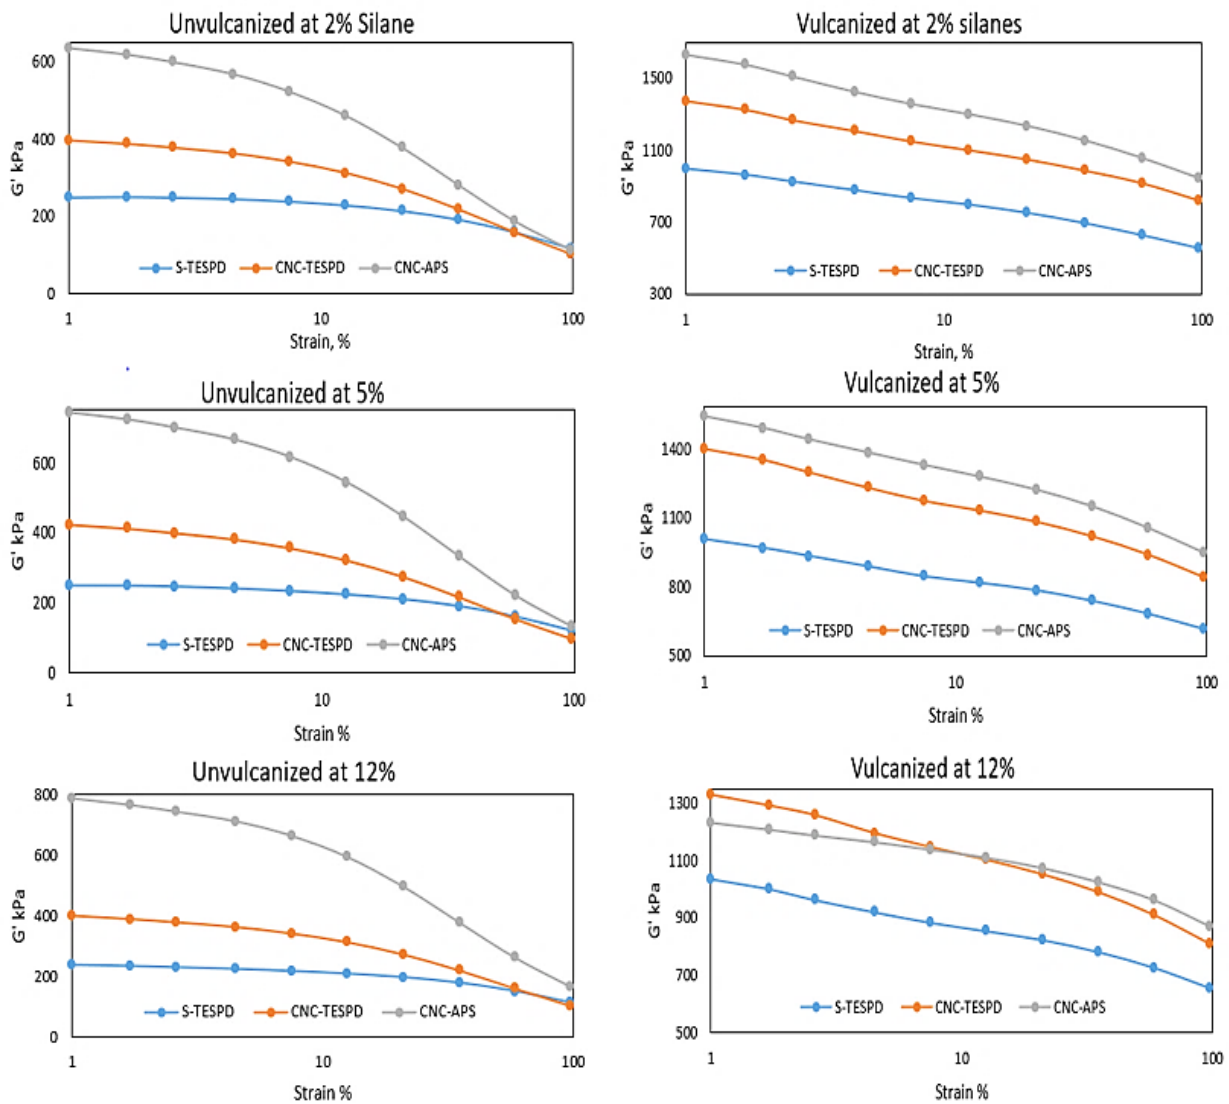 Unvulcanized at 2% Silane
600
400
200
0
G' kPa
S-TESPD CNC-TESPD CNC-APS
1 10 100
Strain, %
Vulcanized at 2% silanes
1500
1100
700
300
G' kPa
S-TESPD CNC-TESPD CNC-APS
1 10 100
Strain, %
Unvulcanized at 5%
600
400
200
0
G' kPa
S-TESPD CNC-TESPD CNC-APS
1 10 100
Strain %
Vulcanized at 5%
1400
1100
800
500
G' kPa
S-TESPD CNC-TESPD CNC-APS
1 10 100
Strain %
Unvulcanized at 12%
800
600
400
200
0
G' kPa
S-TESPD CNC-TESPD CNC-APS
1 10 100
Strain %
Vulcanized at 12%
1300
1100
900
700
500
G' kPa
S-TESPD CNC-TESPD CNC-APS
1 10 100
Strain %